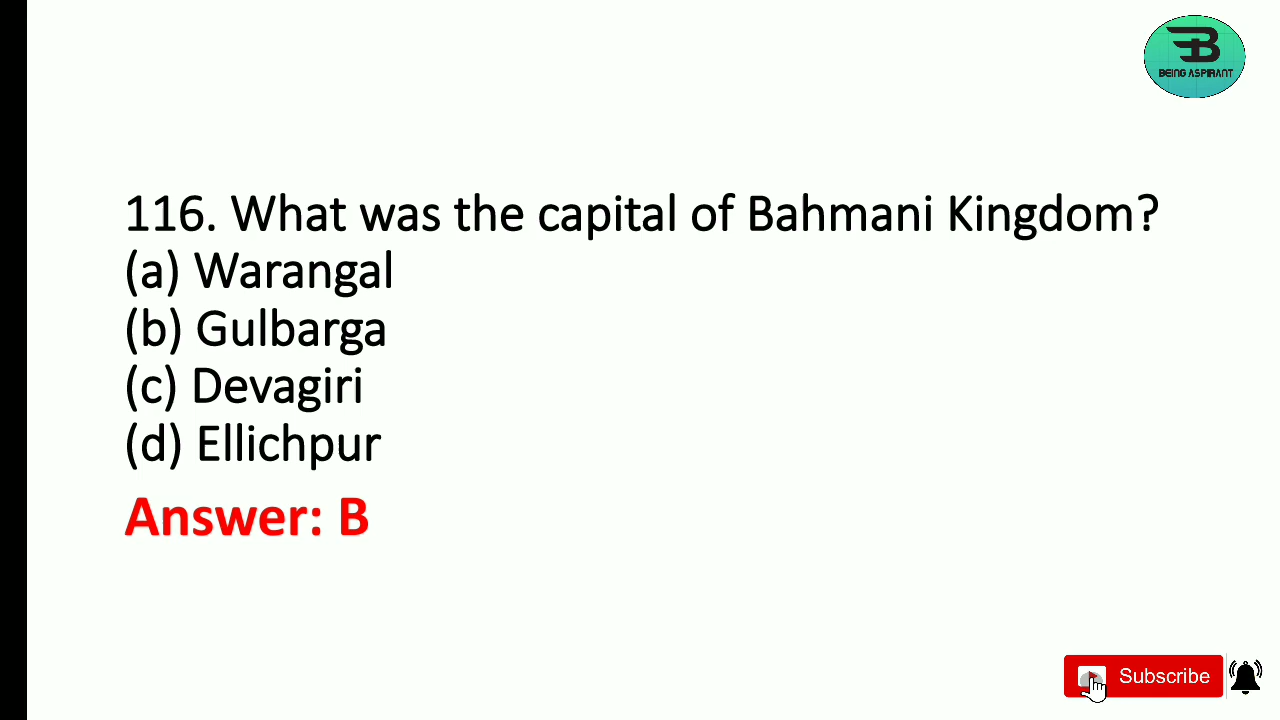 BEING ASPIRANT
116. What was the capital of Bahmani Kingdom?
(a) Warangal
(b) Gulbarga
(c) Devagiri
(d) Ellichpur
Answer: B
Subscribe